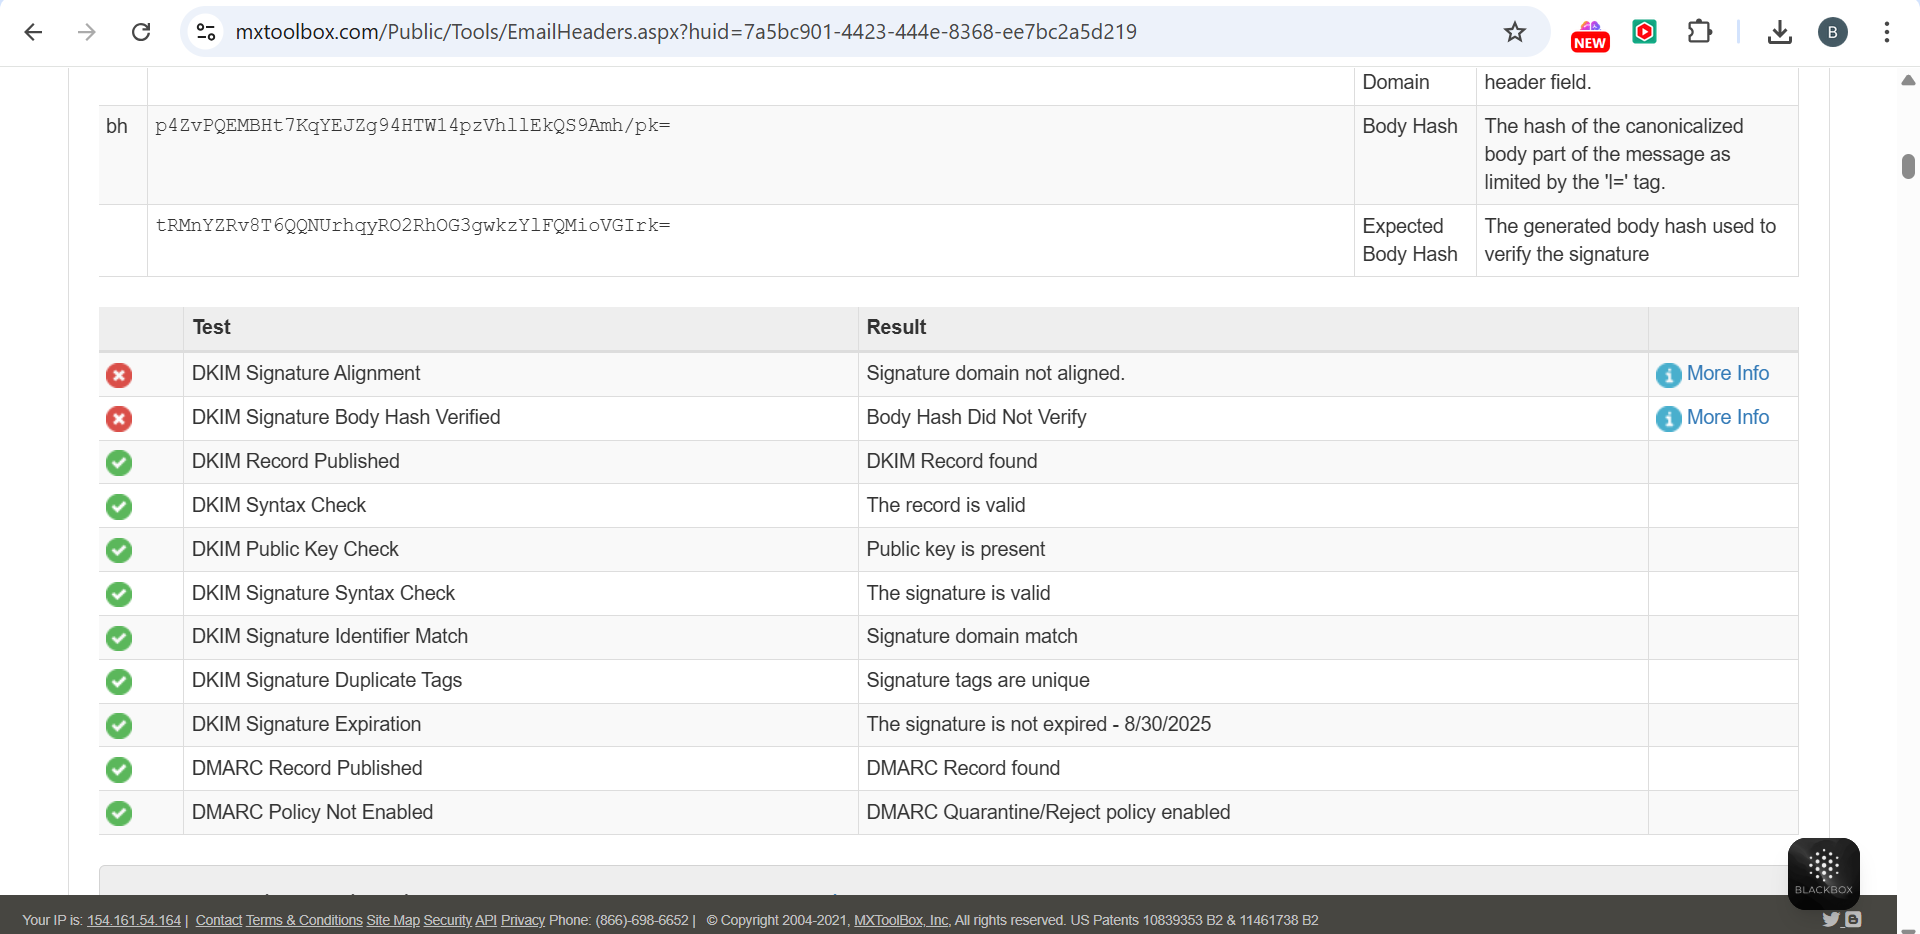 mxtoolbox.com/Public/Tools/EmailHeaders.aspx?huid=7a5bc901-4423-444e-8368-ee7bc2a5d219
NEW
B
Domain header field.
bh p4ZvPQEMBHt7KqYEJZg94HTW14pzVhllEkQS9Amh/pk= Body Hash The hash of the canonicalized
body part of the message as
limited by the 'l=' tag.
tRMnYZRv8T6QQNUrhqyRO2RhOG3gwkzYlFQMioVGIrk= Expected The generated body hash used to
Body Hash verify the signature
Test Result
DKIM Signature Alignment Signature domain not aligned. More Info
DKIM Signature Body Hash Verified Body Hash Did Not Verify More Info
DKIM Record Published DKIM Record found
DKIM Syntax Check The record is valid
DKIM Public Key Check Public key is present
DKIM Signature Syntax Check The signature is valid
DKIM Signature Identifier Match Signature domain match
DKIM Signature Duplicate Tags Signature tags are unique
DKIM Signature Expiration The signature is not expired - 8/30/2025
DMARC Record Published DMARC Record found
DMARC Policy Not Enabled DMARC Quarantine/Reject policy enabled
BLACKBOX
Your IP is: 154.161.54.164 | Contact Terms & Conditions Site Map Security API Privacy Phone: (866)-698-6652 | © Copyright 2004-2021, MXToolBox, Inc, All rights reserved. US Patents 10839353 B2 & 11461738 B2